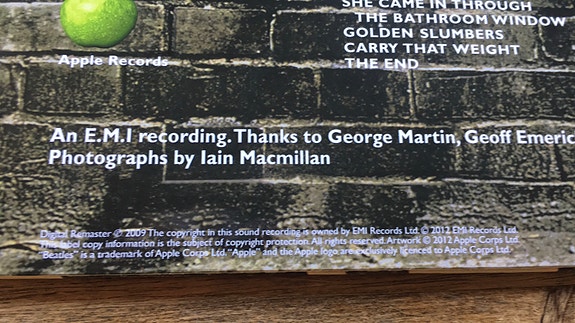 SHE CAME IN THROUGH
THE BATHROOM WINDOW
GOLDEN SLUMBERS
CARRY THAT WEIGHT
THE END
Apple Records
An E.M.I recording. Thanks to George Martin, Geoff Emeric
Photographs by Iain Macmillan
Digital Remaster ℗ 2009 The copyright in this sound recording is owned by EMI Records Ltd. © 2012 EMI Records Ltd.
This label copy information is the subject of copyright protection. All rights reserved. Artwork © 2012 Apple Corps Ltd.
"Beatles" is a trademark of Apple Corps Ltd. "Apple" and the Apple logo are exclusively licenced to Apple Corps Ltd.